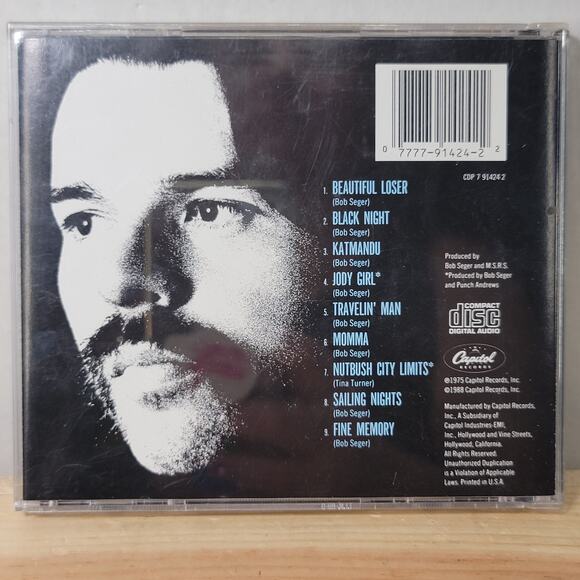 0 7777-91424-2 2
CDP 7 91424 2
1. BEAUTIFUL LOSER
(Bob Seger)
2. BLACK NIGHT
(Bob Seger)
3. KATMANDU
(Bob Seger)
4. JODY GIRL*
(Bob Seger)
5. TRAVELIN' MAN
(Bob Seger)
6. MOMMA
(Bob Seger)
7. NUTBUSH CITY LIMITS*
(Tina Turner)
8. SAILING NIGHTS
(Bob Seger)
9. FINE MEMORY
(Bob Seger)
Produced by
Bob Seger and M.S.R.S.
*Produced by Bob Seger
and Punch Andrews
COMPACT
disc
DIGITAL AUDIO
Capitol
RECORDS
℗1975 Capitol Records, Inc.
©1988 Capitol Records, Inc.
Manufactured by Capitol Records,
Inc., A Subsidiary of
Capitol Industries-EMI,
Inc., Hollywood and Vine Streets,
Hollywood, California.
All Rights Reserved.
Unauthorized Duplication
is a Violation of Applicable
Laws. Printed in U.S.A.